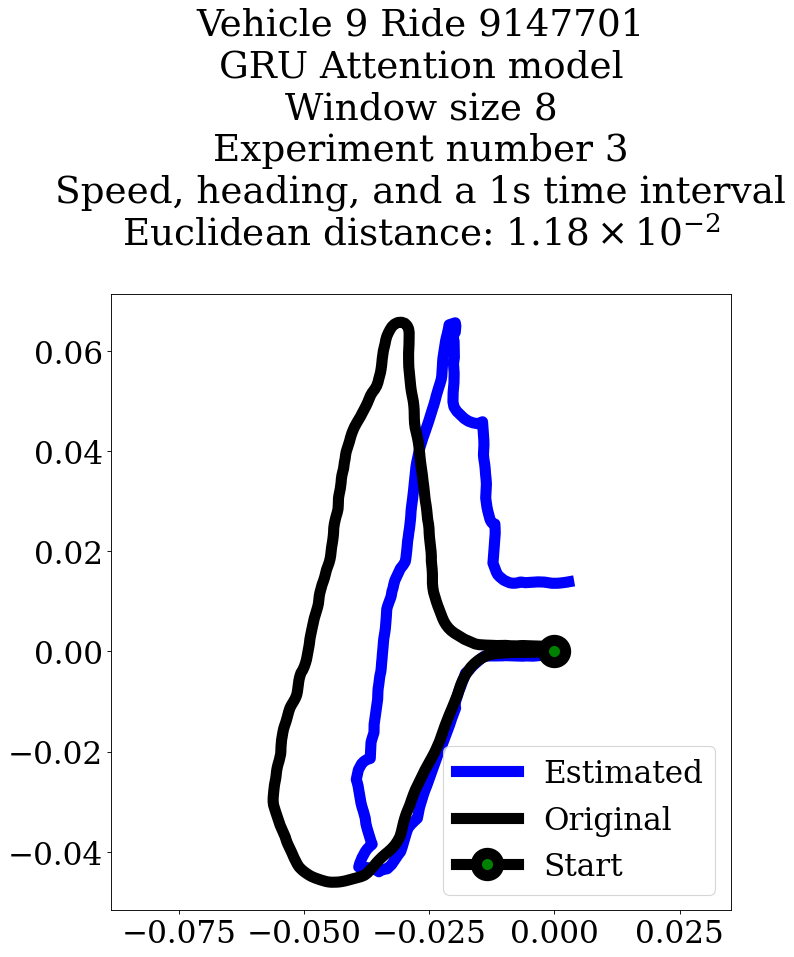 Vehicle 9 Ride 9147701
GRU Attention model
Window size 8
Experiment number 3
Speed, heading, and a 1s time interval
Euclidean distance: 1.18 × 10⁻²
0.06
0.04
0.02
0.00
−0.02
−0.04
Estimated
Original
Start
−0.075 −0.050 −0.025 0.000 0.025